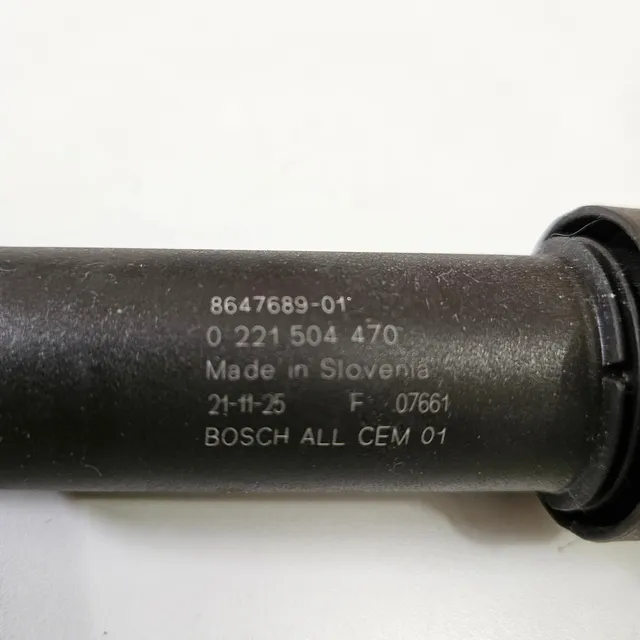 8647689-01
0 221 504 470
Made in Slovenia
21-11-25 F 07661
BOSCH ALL CEM 01